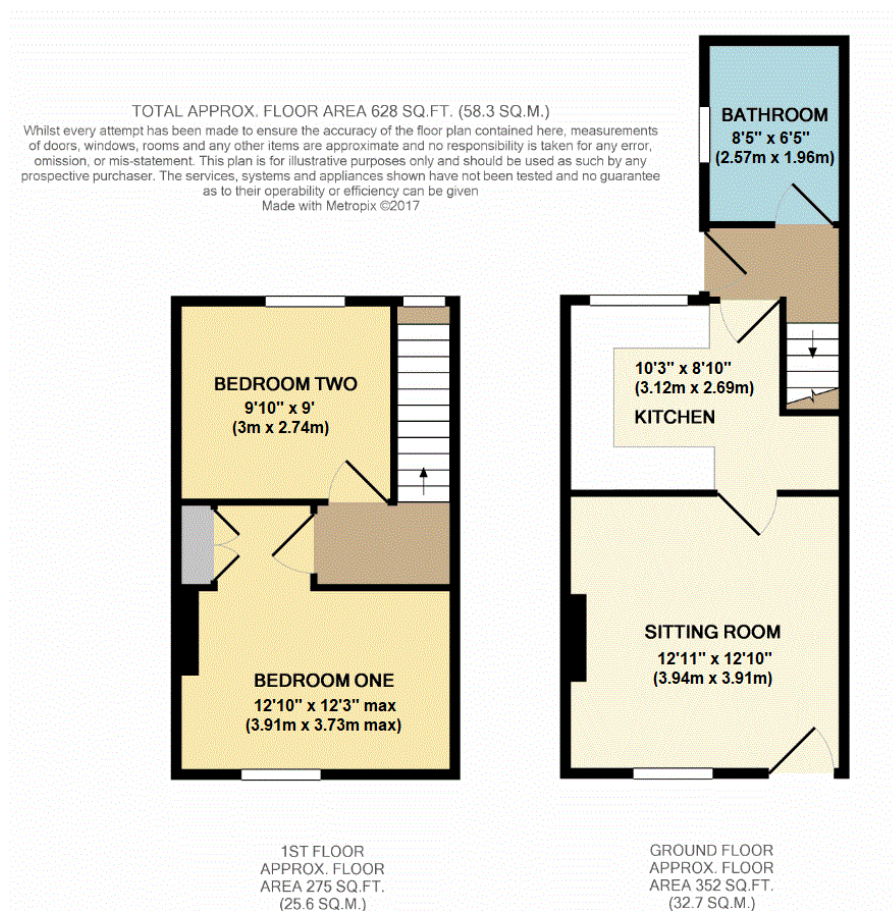 TOTAL APPROX. FLOOR AREA 628 SQ.FT. (58.3 SQ.M.)
Whilst every attempt has been made to ensure the accuracy of the floor plan contained here, measurements
of doors, windows, rooms and any other items are approximate and no responsibility is taken for any error,
omission, or mis-statement. This plan is for illustrative purposes only and should be used as such by any
prospective purchaser. The services, systems and appliances shown have not been tested and no guarantee
as to their operability or efficiency can be given
Made with Metropix ©2017
BATHROOM
8'5" x 6'5"
(2.57m x 1.96m)
BEDROOM TWO
9'10" x 9'
(3m x 2.74m)
10'3" x 8'10"
(3.12m x 2.69m)
KITCHEN
BEDROOM ONE
12'10" x 12'3" max
(3.91m x 3.73m max)
SITTING ROOM
12'11" x 12'10"
(3.94m x 3.91m)
1ST FLOOR
APPROX. FLOOR
AREA 275 SQ.FT.
(25.6 SQ.M.)
GROUND FLOOR
APPROX. FLOOR
AREA 352 SQ.FT.
(32.7 SQ.M.)